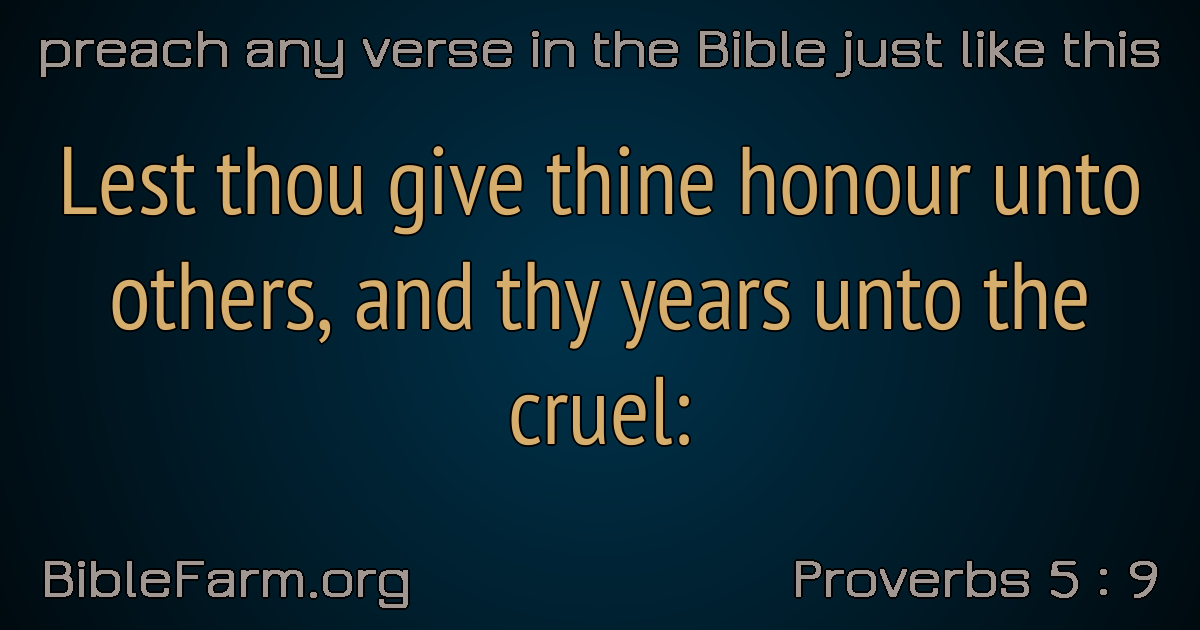 preach any verse in the Bible just like this
Lest thou give thine honour unto
others, and thy years unto the
cruel:
BibleFarm.org
Proverbs 5 : 9